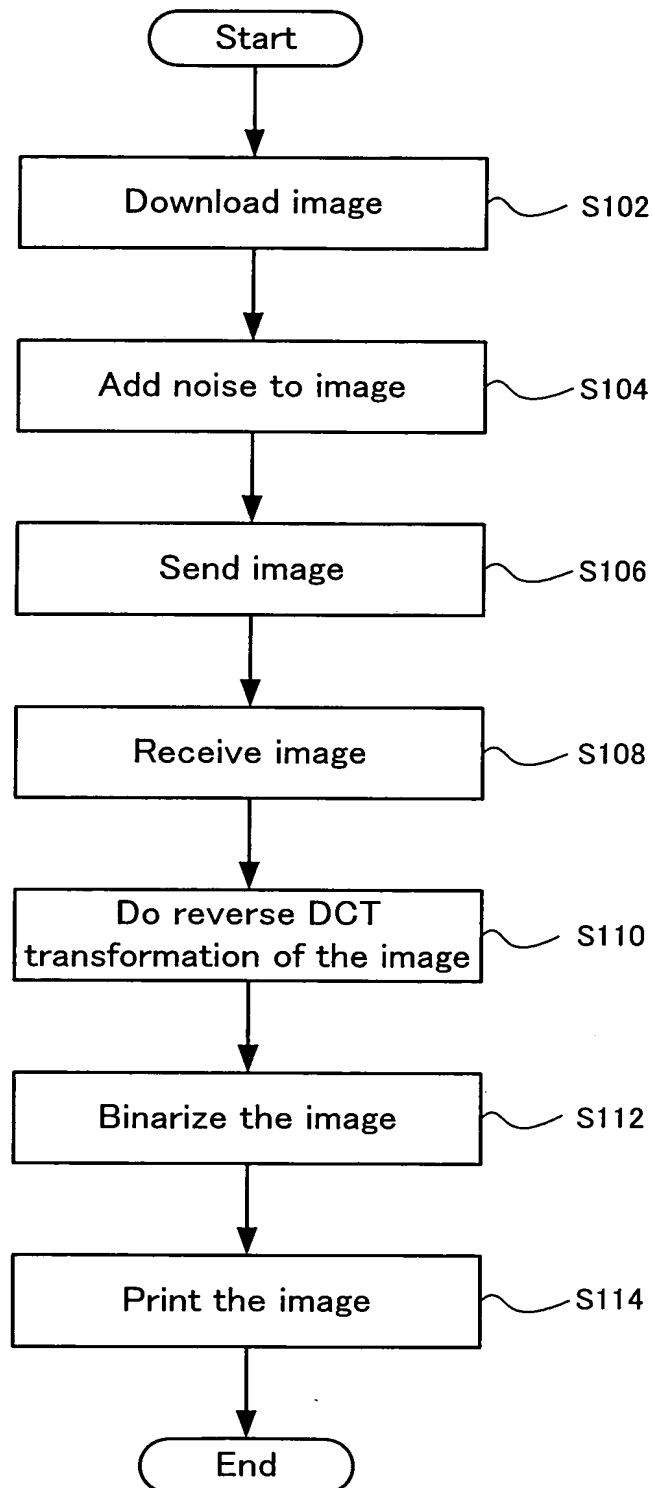 Start
Download image
S102
Add noise to image
S104
Send image
S106
Receive image
S108
Do reverse DCT
transformation of the image
S110
Binarize the image
S112
Print the image
S114
End